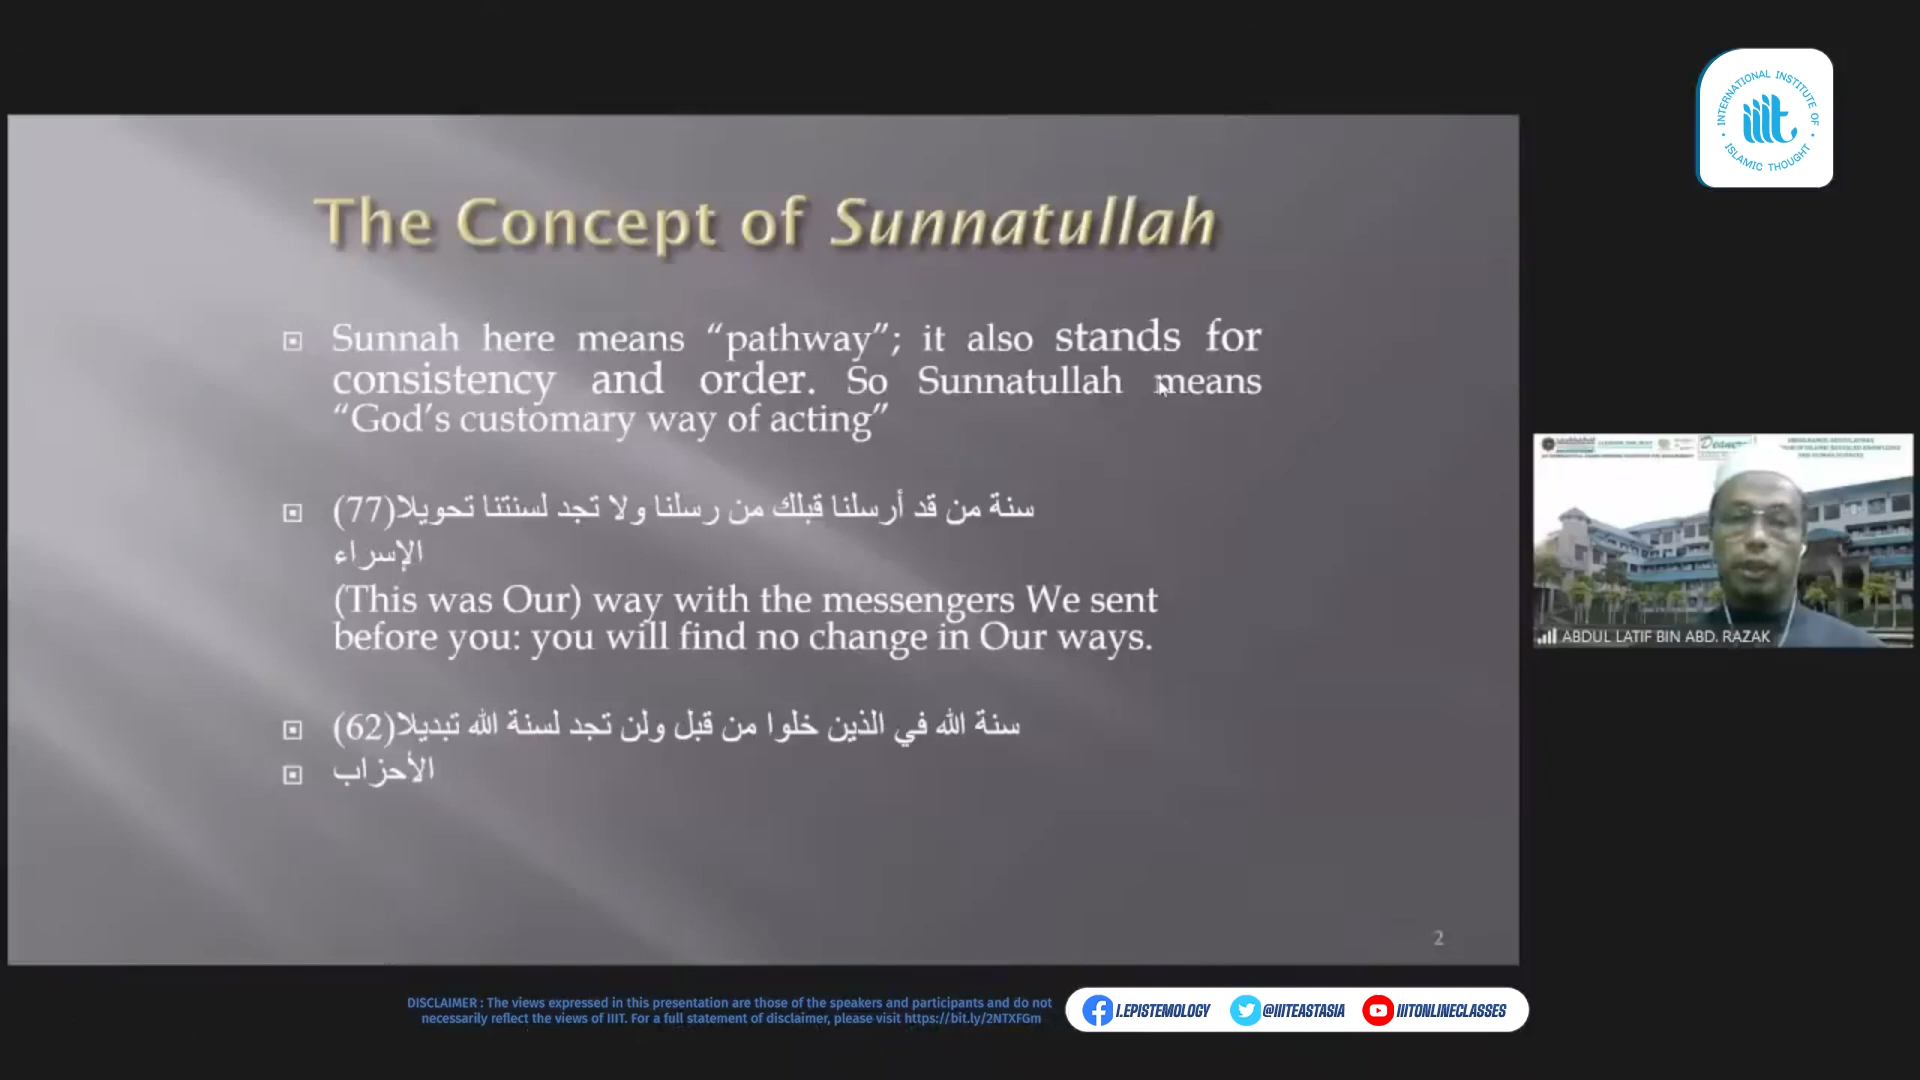 INTERNATIONAL INSTITUTE OF
ISLAMIC THOUGHT
iiit
The Concept of Sunnatullah
Sunnah here means “pathway”; it also stands for
consistency and order. So Sunnatullah means
“God’s customary way of acting”
سنة من قد أرسلنا قبلك من رسلنا ولا تجد لسنتنا تحويلا(77)
الإسراء
(This was Our) way with the messengers We sent
before you: you will find no change in Our ways.
سنة الله في الذين خلوا من قبل ولن تجد لسنة الله تبديلا(62)
الأحزاب
2
ABDUL LATIF BIN ABD. RAZAK
DISCLAIMER : The views expressed in this presentation are those of the speakers and participants and do not
necessarily reflect the views of IIIT. For a full statement of disclaimer, please visit https://bit.ly/2NTXFGm
I.EPISTEMOLOGY
@IIITEASTASIA
IIITONLINECLASSES